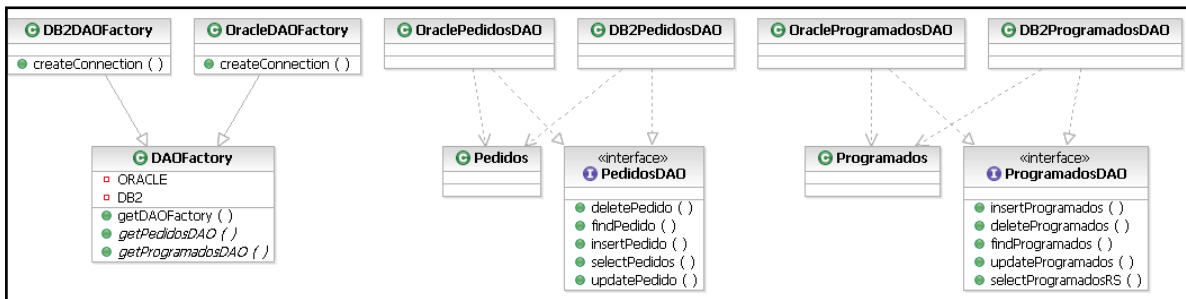 DB2DAOFactory
createConnection ( )
OracleDAOFactory
createConnection ( )
OraclePedidosDAO
DB2PedidosDAO
OracleProgramadosDAO
DB2ProgramadosDAO
DAOFactory
ORACLE
DB2
getDAOFactory ( )
getPedidosDAO ( )
getProgramadosDAO ( )
Pedidos
«interface»
PedidosDAO
deletePedido ( )
findPedido ( )
insertPedido ( )
selectPedidos ( )
updatePedido ( )
Programados
«interface»
ProgramadosDAO
insertProgramados ( )
deleteProgramados ( )
findProgramados ( )
updateProgramados ( )
selectProgramadosRS ( )